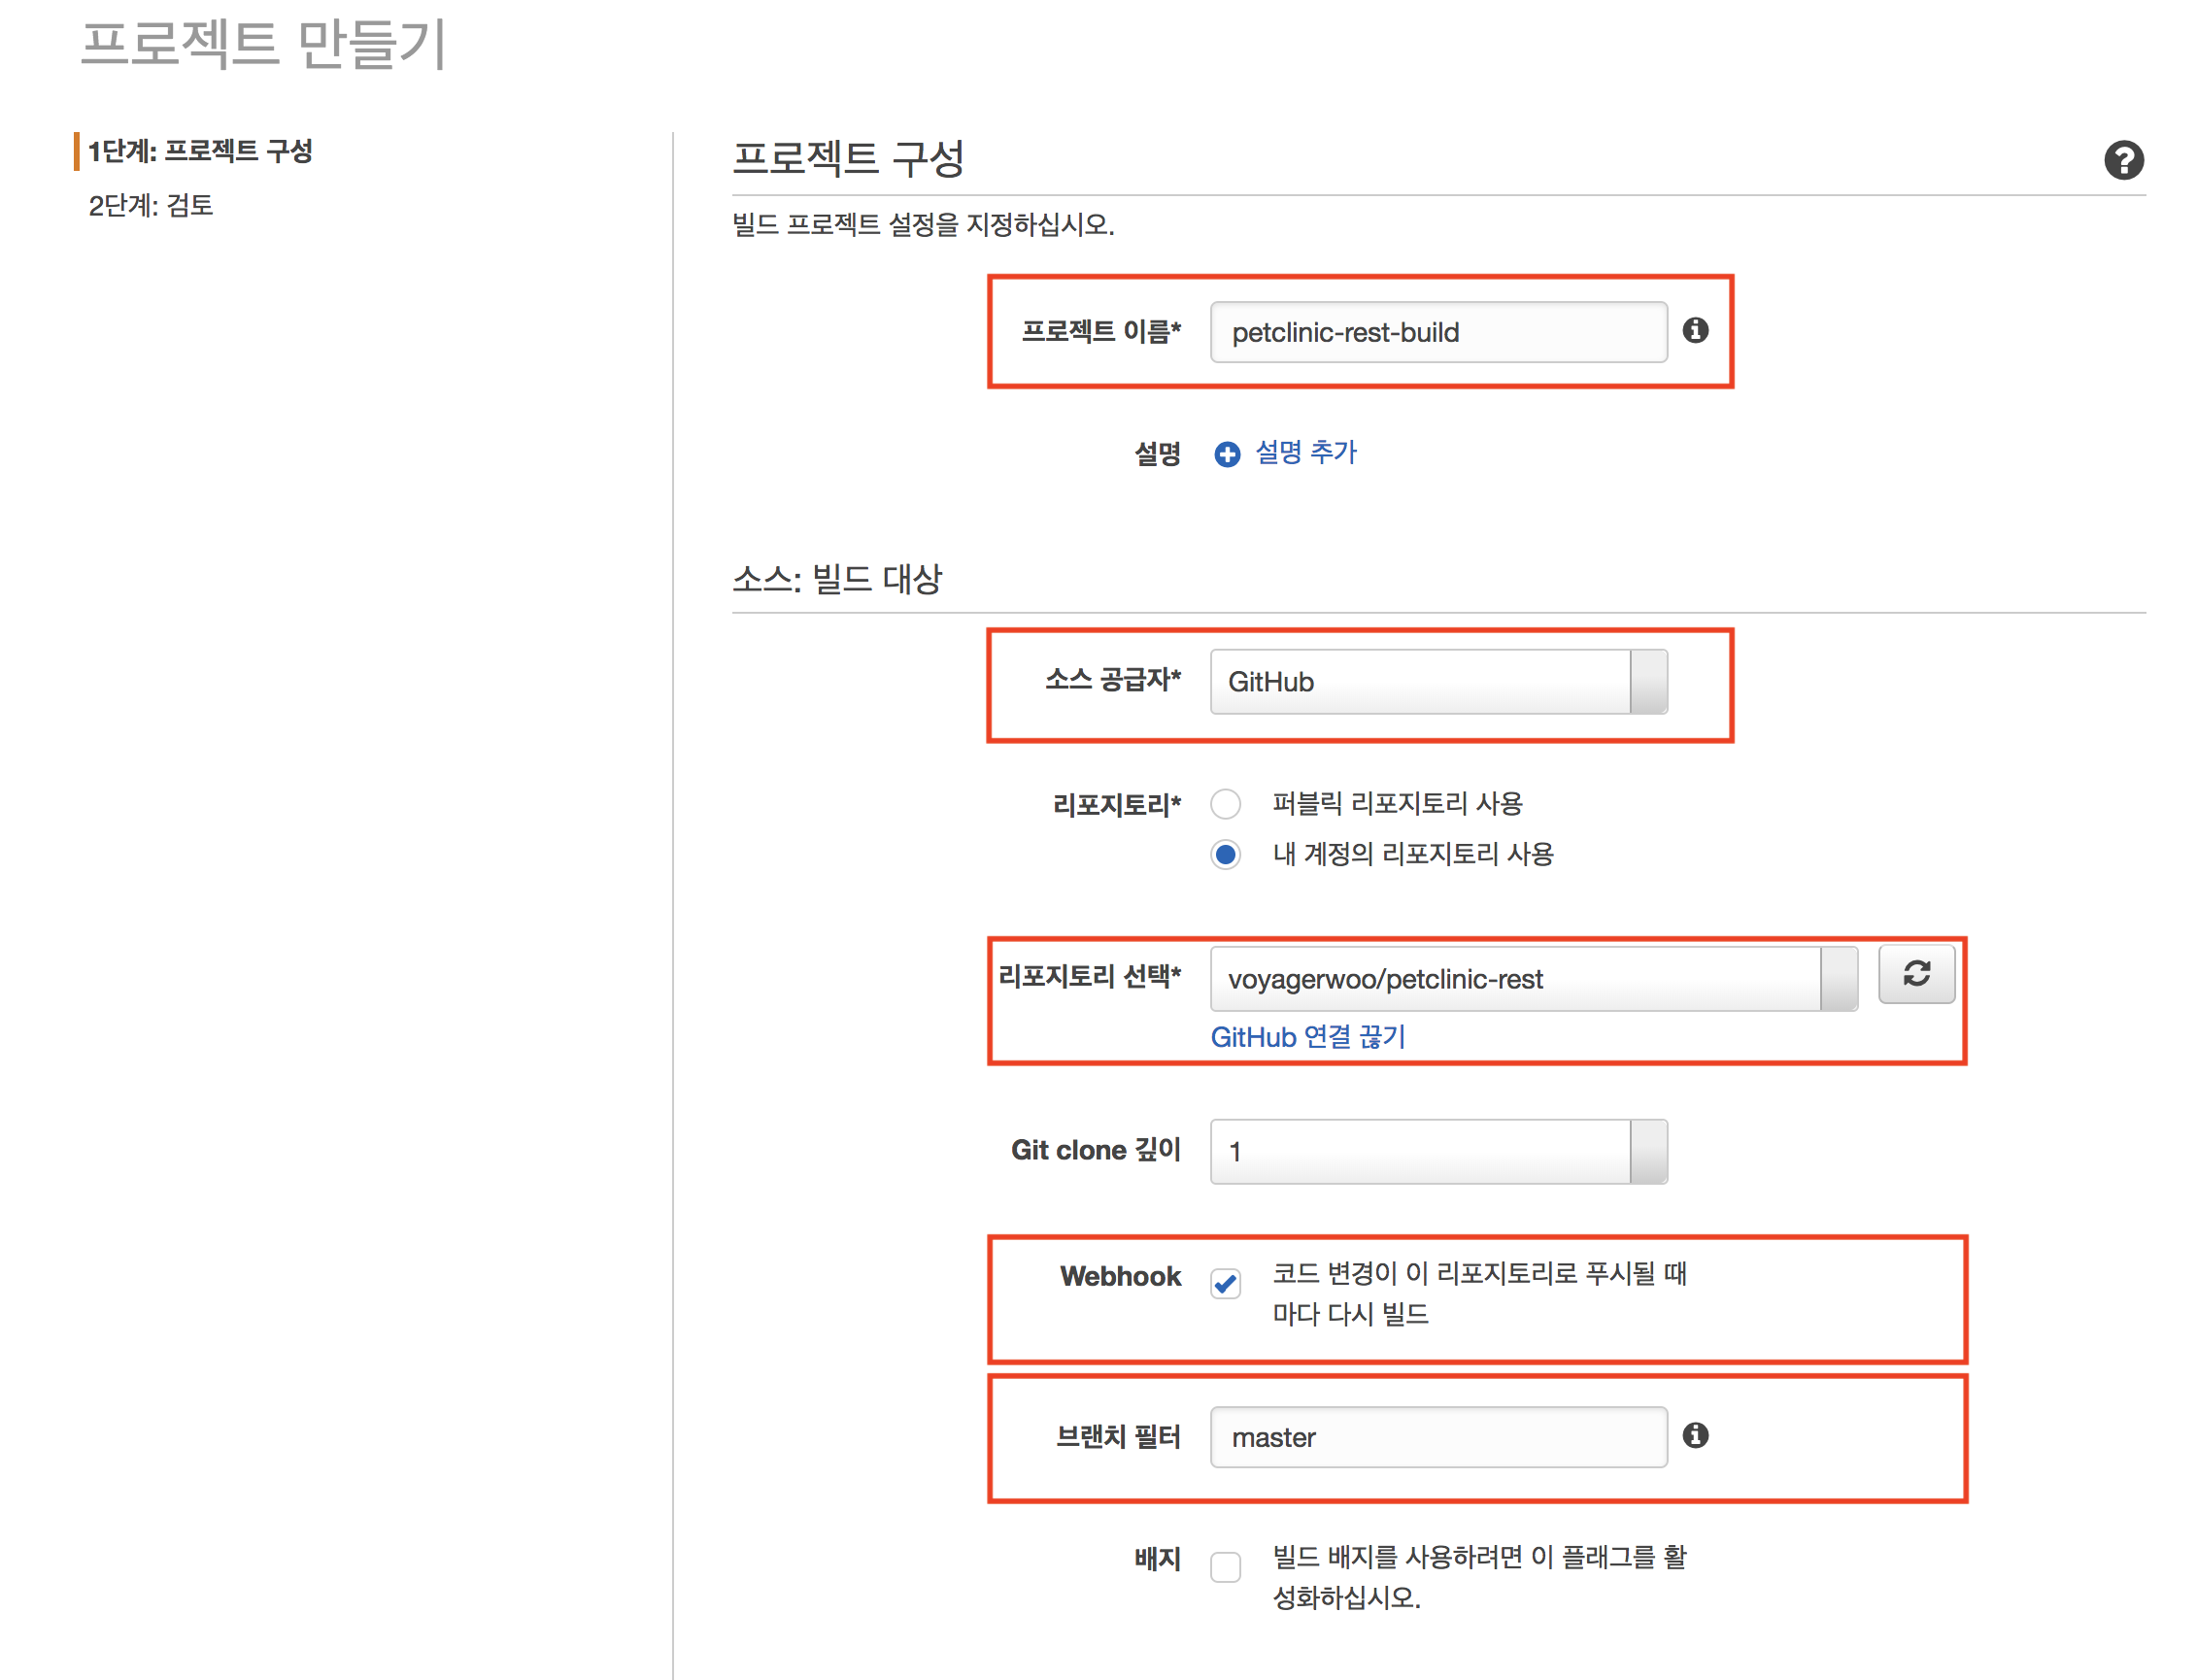 프로젝트 만들기
1단계: 프로젝트 구성
2단계: 검토
프로젝트 구성
빌드 프로젝트 설정을 지정하십시오.
프로젝트 이름* petclinic-rest-build
설명 설명 추가
소스: 빌드 대상
소스 공급자* GitHub
리포지토리* 퍼블릭 리포지토리 사용
내 계정의 리포지토리 사용
리포지토리 선택* voyagerwoo/petclinic-rest
GitHub 연결 끊기
Git clone 깊이 1
Webhook 코드 변경이 이 리포지토리로 푸시될 때
마다 다시 빌드
브랜치 필터 master
배지 빌드 배지를 사용하려면 이 플래그를 활
성화하십시오.